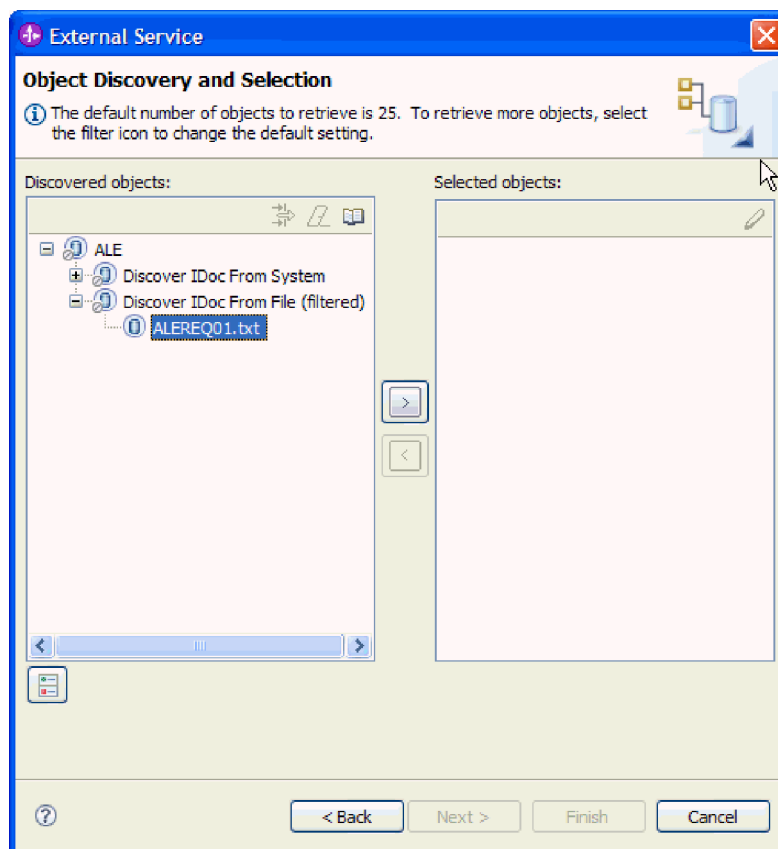 External Service
Object Discovery and Selection
The default number of objects to retrieve is 25. To retrieve more objects, select
the filter icon to change the default setting.
Discovered objects:
Selected objects:
ALE
Discover IDoc From System
Discover IDoc From File (filtered)
ALEREQ01.txt
>
<
< Back
Next >
Finish
Cancel